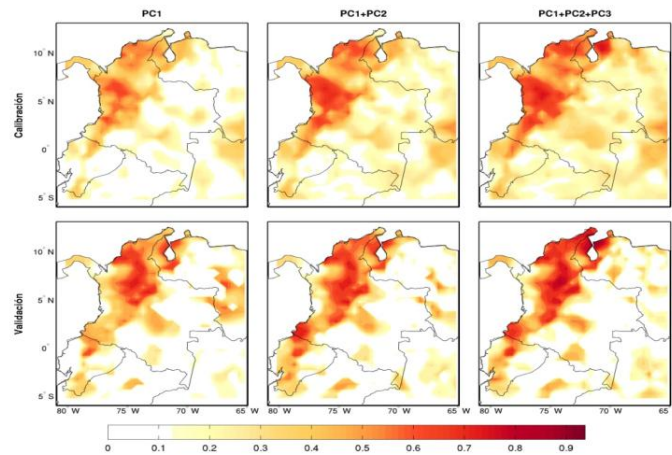 PC1 PC1+PC2 PC1+PC2+PC3
Calibración
10° N
5° N
0°
5° S
Validación
10° N
5° N
0°
5° S
80 W 75° W 70° W 65 W 80 W 75° W 70° W 65 W 80 W 75° W 70° W 65 W
0 0.1 0.2 0.3 0.4 0.5 0.6 0.7 0.8 0.9